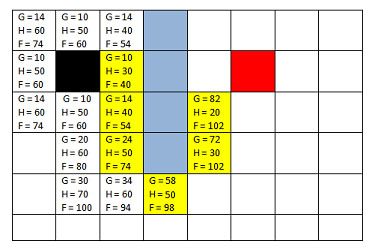 G = 14 G = 10 G = 14
H = 60 H = 50 H = 40
F = 74 F = 60 F = 54
G = 10 G = 10
H = 50 H = 30
F = 60 F = 40
G = 14 G = 10 G = 14 G = 82
H = 60 H = 50 H = 40 H = 20
F = 74 F = 60 F = 54 F = 102
G = 20 G = 24 G = 72
H = 60 H = 50 H = 30
F = 80 F = 74 F = 102
G = 30 G = 34 G = 58
H = 70 H = 60 H = 50
F = 100 F = 94 F = 98